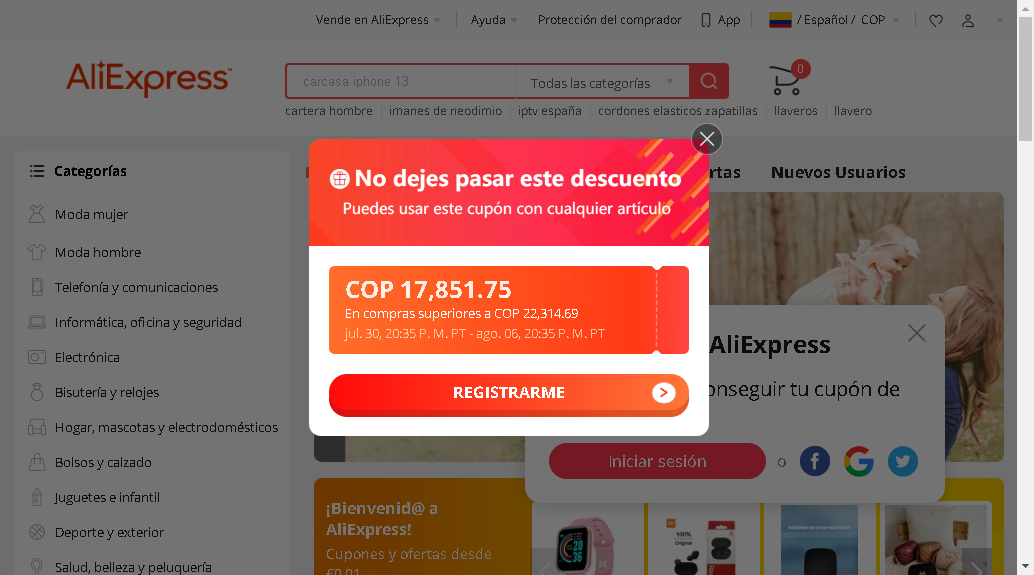 Vende en AliExpress
Ayuda
Protección del comprador
App
/ Español / COP
AliExpress
carcasa iphone 13
Todas las categorías
0
cartera hombre
imanes de neodimio
iptv españa
cordones elasticos zapatillas
llaveros
llavero
Categorías
rtas
Nuevos Usuarios
Moda mujer
Moda hombre
Telefonía y comunicaciones
Informática, oficina y seguridad
Electrónica
Bisutería y relojes
Hogar, mascotas y electrodomésticos
Bolsos y calzado
Juguetes e infantil
Deporte y exterior
Salud, belleza y peluquería
No dejes pasar este descuento
Puedes usar este cupón con cualquier artículo
COP 17,851.75
En compras superiores a COP 22,314.69
jul. 30, 20:35 P. M. PT - ago. 06, 20:35 P. M. PT
REGISTRARME
AliExpress
onseguir tu cupón de
Iniciar sesión
o
¡Bienvenid@ a
AliExpress!
Cupones y ofertas desde
€0,01
08:36
100%
Original